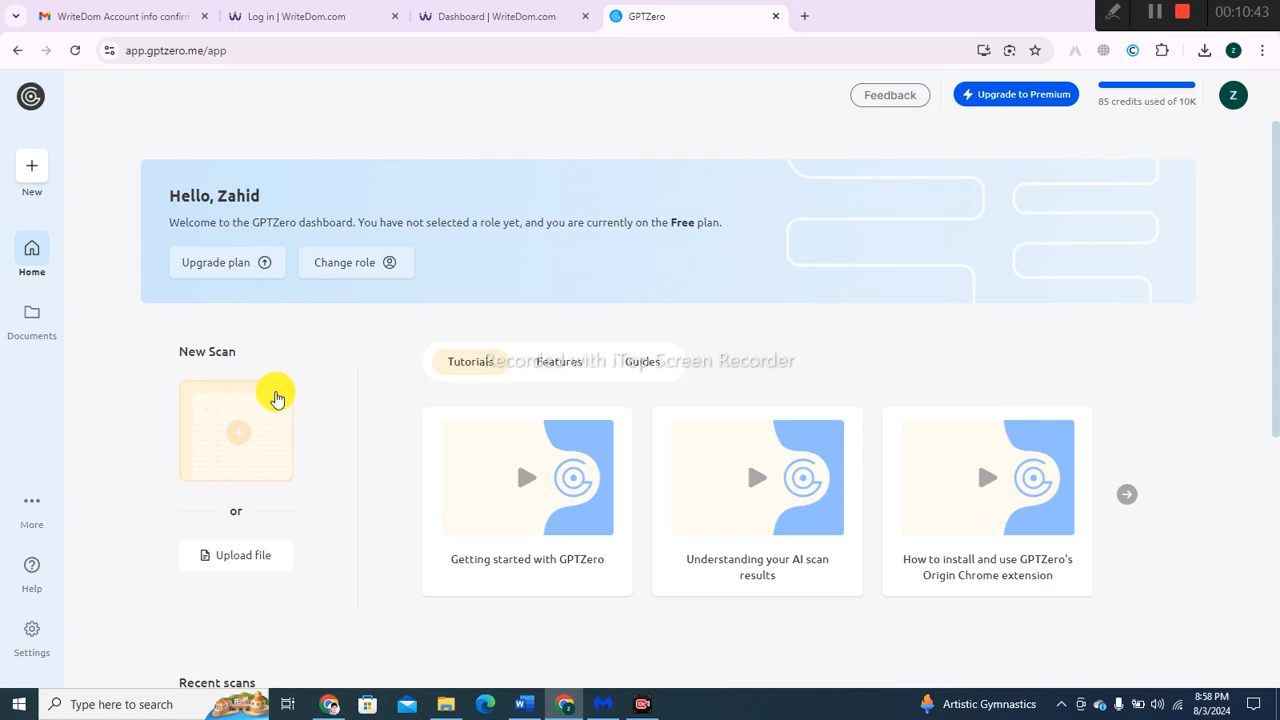 WriteDom Account info confirm
Log in | WriteDom.com
Dashboard | WriteDom.com
GPTZero
00:10:43
app.gptzero.me/app
Z
Feedback
Upgrade to Premium
85 credits used of 10K
Z
New
Hello, Zahid
Welcome to the GPTZero dashboard. You have not selected a role yet, and you are currently on the Free plan.
Upgrade plan
Change role
Home
Documents
New Scan
Tutorials
Features
Guides
Recorded with iTop Screen Recorder
or
Upload file
Getting started with GPTZero
Understanding your AI scan
results
How to install and use GPTZero's
Origin Chrome extension
More
Help
Settings
Recent scans
Type here to search
Artistic Gymnastics
8:58 PM
8/3/2024